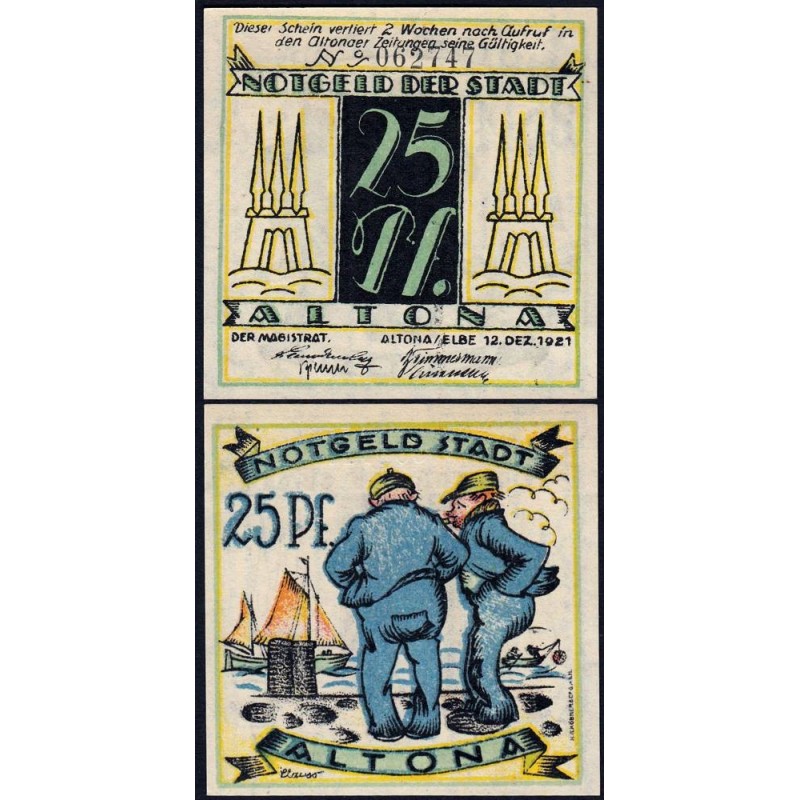 Dieser Schein verliert 2 Wochen nach Aufruf in
den Altonaer Zeitungen seine Gültigkeit.
No 062747
NOTGELD DER STADT
25
Pf.
ALTONA
DER MAGISTRAT. ALTONA/ELBE 12. DEZ. 1921
NOTGELD STADT
25 Pf.
ALTONA